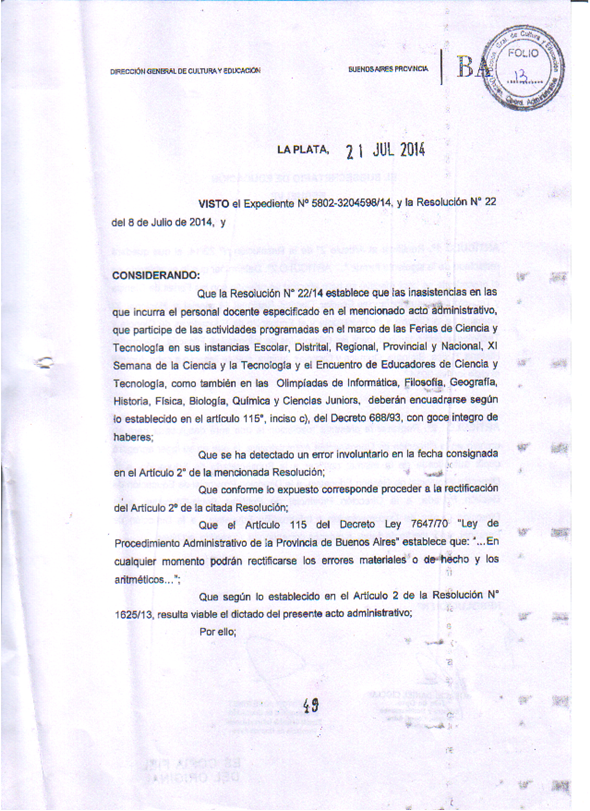 DIRECCIÓN GENERAL DE CULTURA Y EDUCACIÓN
BUENOS AIRES PROVINCIA
BA
FOLIO
13
LA PLATA, 21 JUL 2014
VISTO el Expediente Nº 5802-3204598/14, y la Resolución N° 22
del 8 de Julio de 2014, y
CONSIDERANDO:
Que la Resolución N° 22/14 establece que las inasistencias en las
que incurra el personal docente especificado en el mencionado acto administrativo,
que participe de las actividades programadas en el marco de las Ferias de Ciencia y
Tecnología en sus instancias Escolar, Distrital, Regional, Provincial y Nacional, XI
Semana de la Ciencia y la Tecnología y el Encuentro de Educadores de Ciencia y
Tecnología, como también en las Olimpíadas de Informática, Filosofía, Geografía,
Historia, Física, Biología, Química y Ciencias Juniors, deberán encuadrarse según
lo establecido en el artículo 115°, inciso c), del Decreto 688/93, con goce integro de
haberes;
Que se ha detectado un error involuntario en la fecha consignada
en el Artículo 2° de la mencionada Resolución;
Que conforme lo expuesto corresponde proceder a la rectificación
del Artículo 2º de la citada Resolución;
Que el Artículo 115 del Decreto Ley 7647/70 "Ley de
Procedimiento Administrativo de la Provincia de Buenos Aires" establece que: "...En
cualquier momento podrán rectificarse los errores materiales o de hecho y los
aritméticos...";
Que según lo establecido en el Artículo 2 de la Resolución N°
1625/13, resulta viable el dictado del presente acto administrativo;
Por ello;
49